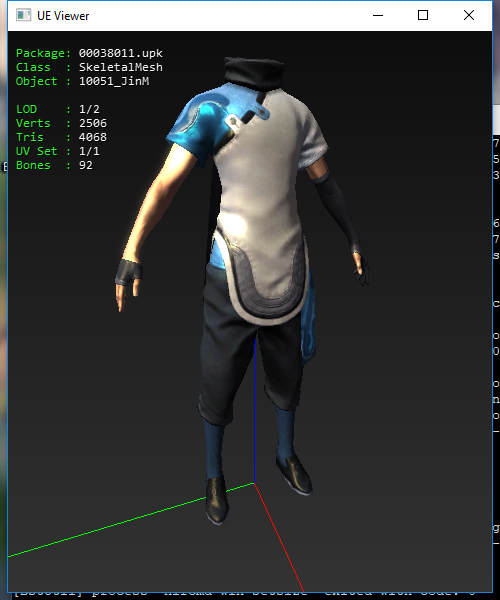 UE Viewer
Package: 00038011.upk
Class : SkeletalMesh
Object : 10051_JinM
LOD : 1/2
Verts : 2506
Tris : 4068
UV Set : 1/1
Bones : 92